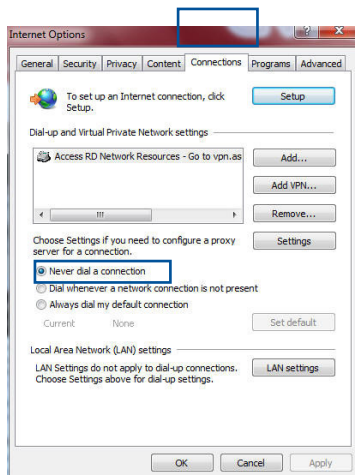 Internet Options
General Security Privacy Content Connections Programs Advanced
To set up an Internet connection, click
Setup.
Setup
Dial-up and Virtual Private Network settings
Access RD Network Resources - Go to vpn.as
Add...
Add VPN...
Remove...
Choose Settings if you need to configure a proxy
server for a connection.
Settings
Never dial a connection
Dial whenever a network connection is not present
Always dial my default connection
Current None
Set default
Local Area Network (LAN) settings
LAN Settings do not apply to dial-up connections.
Choose Settings above for dial-up settings.
LAN settings
OK Cancel Apply